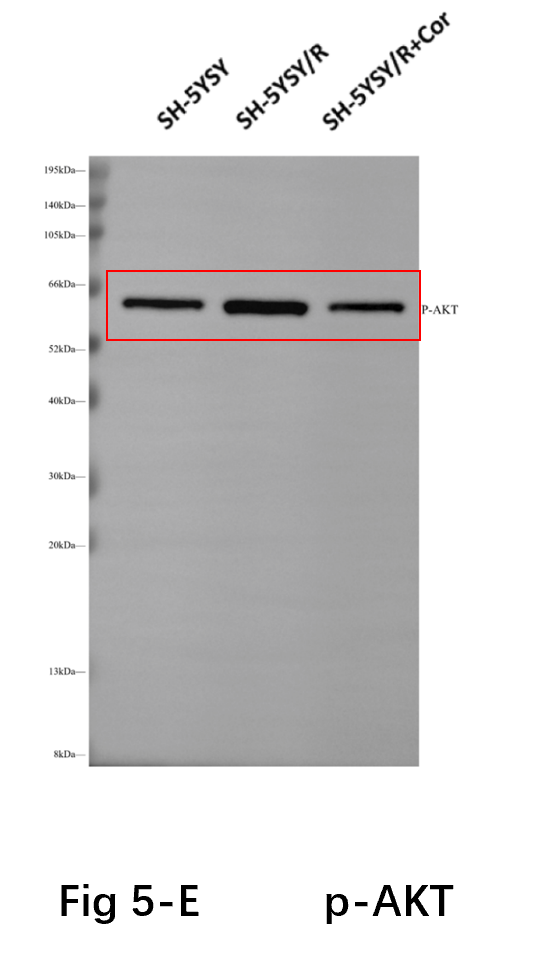 SH-5YSY
SH-5YSY/R
SH-5YSY/R+Cor
195kDa
140kDa
105kDa
66kDa
P-AKT
52kDa
40kDa
30kDa
20kDa
13kDa
8kDa
Fig 5-E p-AKT